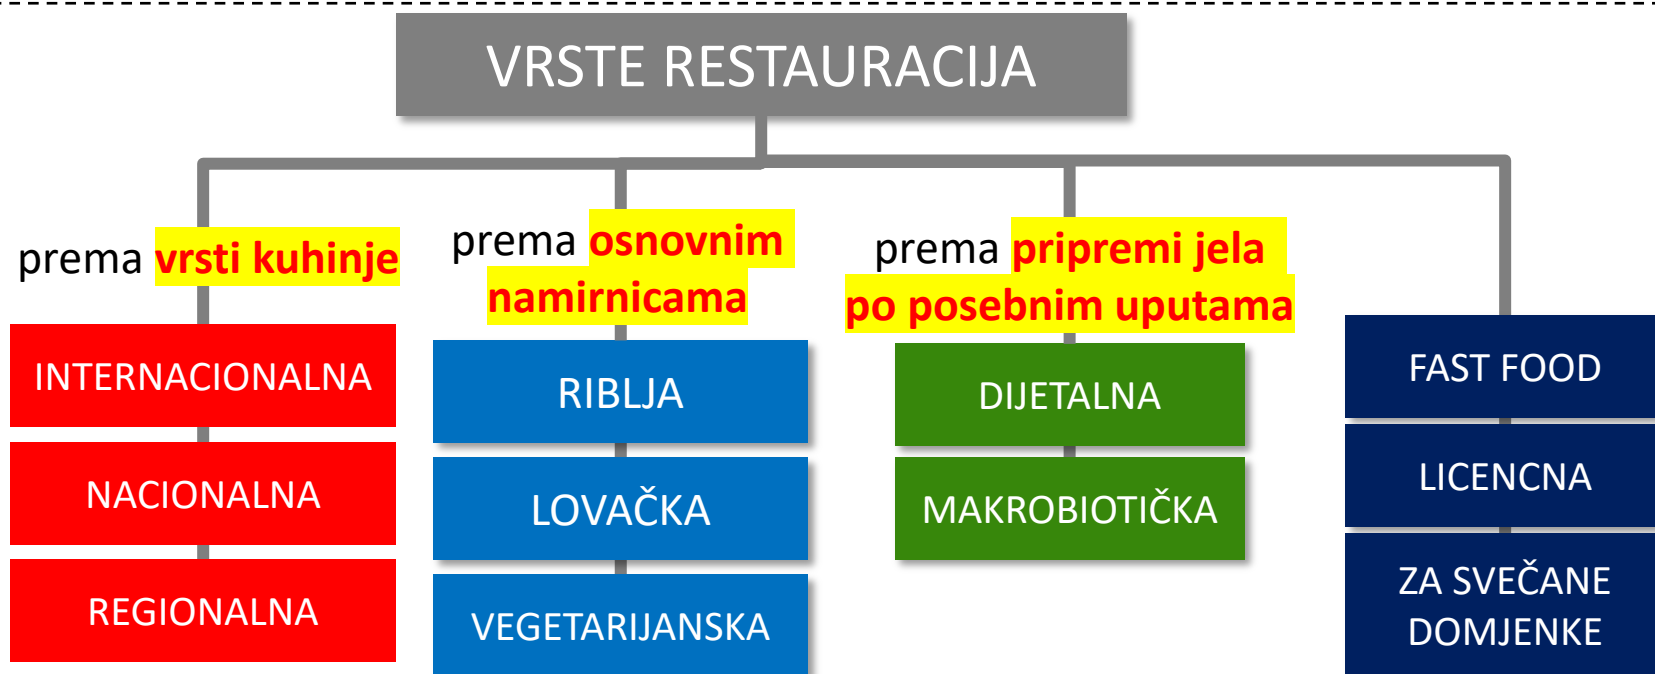 VRSTE RESTAURACIJA
prema vrsti kuhinje
INTERNACIONALNA
NACIONALNA
REGIONALNA
prema osnovnim
namirnicama
RIBLJA
LOVAČKA
VEGETARIJANSKA
prema pripremi jela
po posebnim uputama
DIJETALNA
MAKROBIOTIČKA
FAST FOOD
LICENCNA
ZA SVEČANE
DOMJENKE